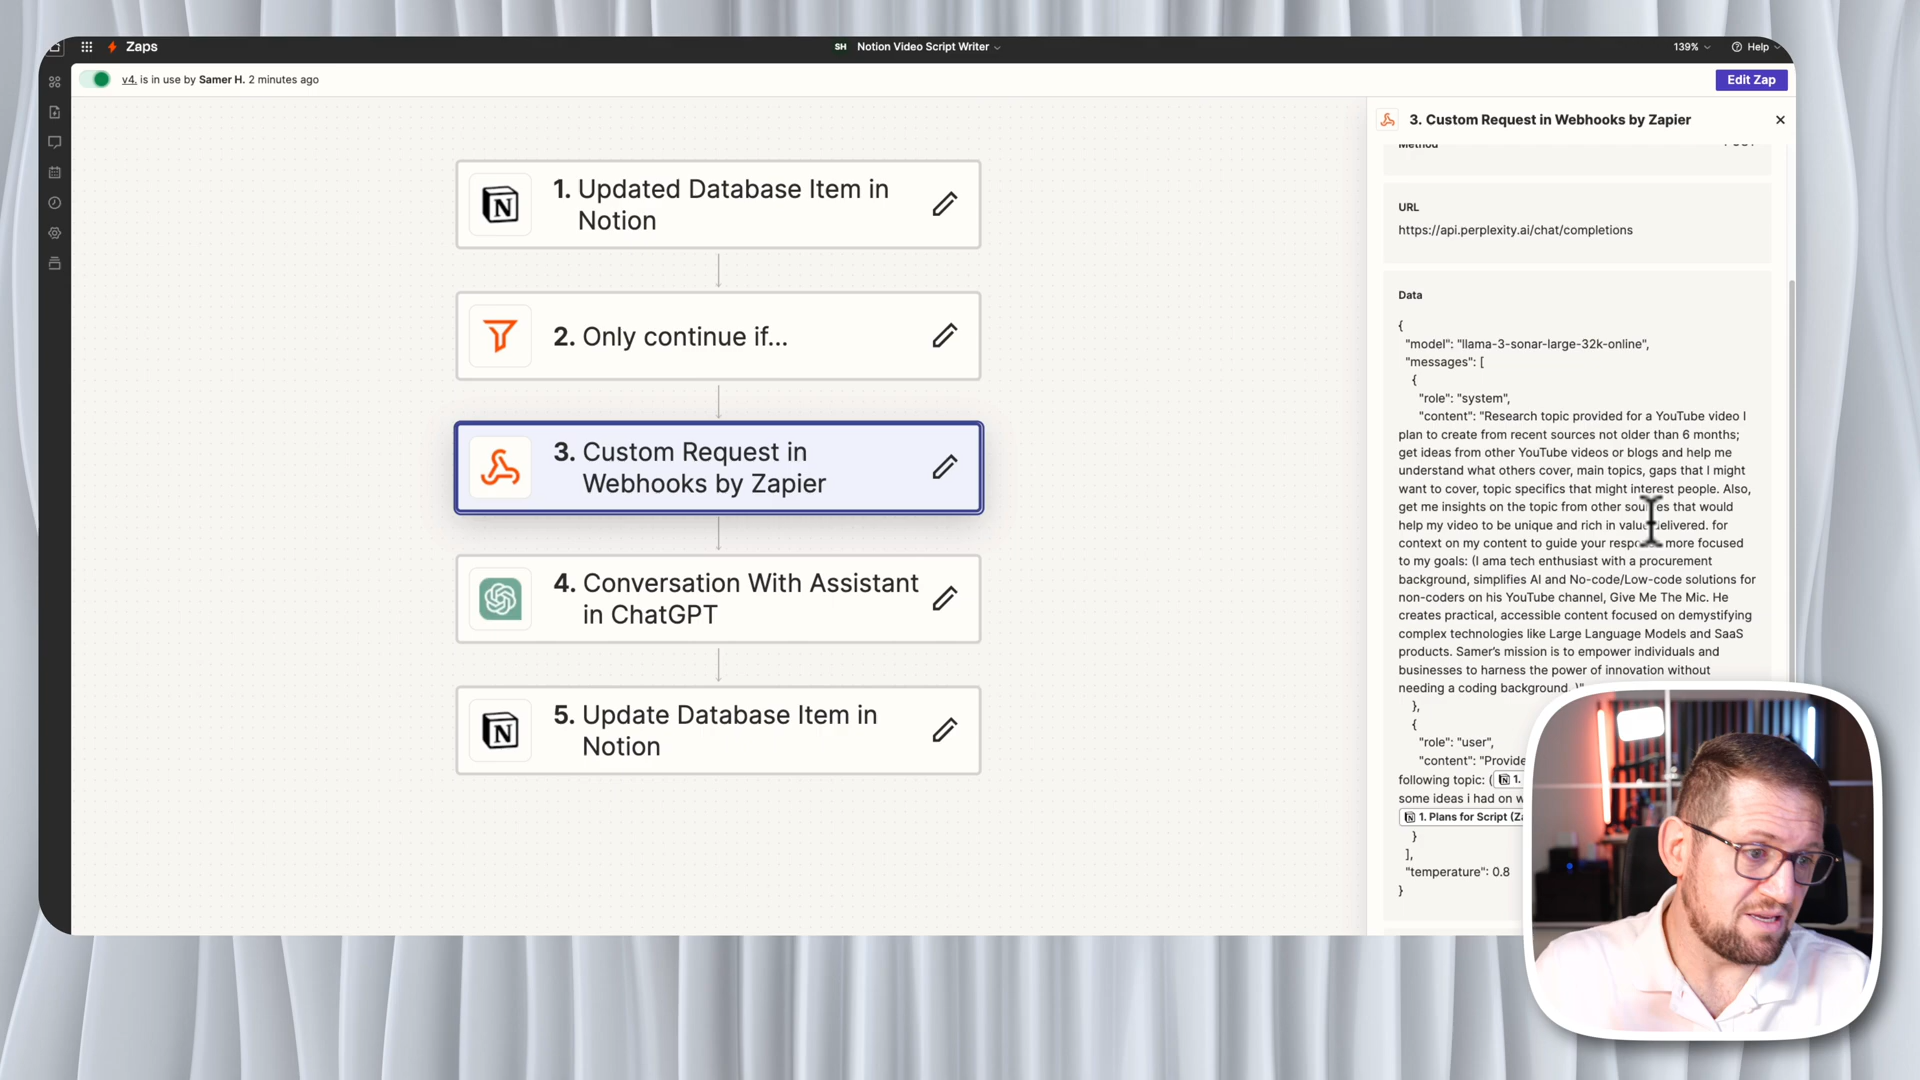 Zaps
SH Notion Video Script Writer
139%
Help
v4. is in use by Samer H. 2 minutes ago
Edit Zap
1. Updated Database Item in
Notion
2. Only continue if...
3. Custom Request in
Webhooks by Zapier
4. Conversation With Assistant
in ChatGPT
5. Update Database Item in
Notion
3. Custom Request in Webhooks by Zapier
Method
URL
https://api.perplexity.ai/chat/completions
Data
{
"model": "llama-3-sonar-large-32k-online",
"messages": [
{
"role": "system",
"content": "Research topic provided for a YouTube video I
plan to create from recent sources not older than 6 months;
get ideas from other YouTube videos or blogs and help me
understand what others cover, main topics, gaps that I might
want to cover, topic specifics that might interest people. Also,
get me insights on the topic from other sources that would
help my video to be unique and rich in value delivered. for
context on my content to guide your response more focused
to my goals: (I ama tech enthusiast with a procurement
background, simplifies AI and No-code/Low-code solutions for
non-coders on his YouTube channel, Give Me The Mic. He
creates practical, accessible content focused on demystifying
complex technologies like Large Language Models and SaaS
products. Samer's mission is to empower individuals and
businesses to harness the power of innovation without
needing a coding background. )"
},
{
"role": "user",
"content": "Provide
following topic: ( 1.
some ideas i had on
1. Plans for Script
}
],
"temperature": 0.8
}